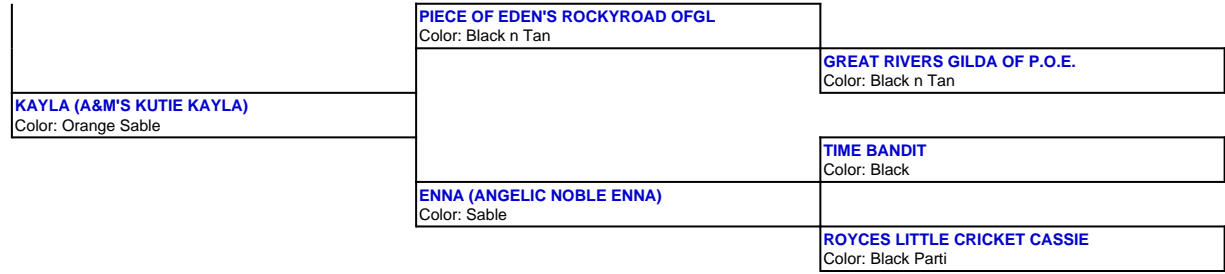 PIECE OF EDEN'S ROCKYROAD OFGL
Color: Black n Tan
GREAT RIVERS GILDA OF P.O.E.
Color: Black n Tan
KAYLA (A&M'S KUTIE KAYLA)
Color: Orange Sable
TIME BANDIT
Color: Black
ENNA (ANGELIC NOBLE ENNA)
Color: Sable
ROYCES LITTLE CRICKET CASSIE
Color: Black Parti